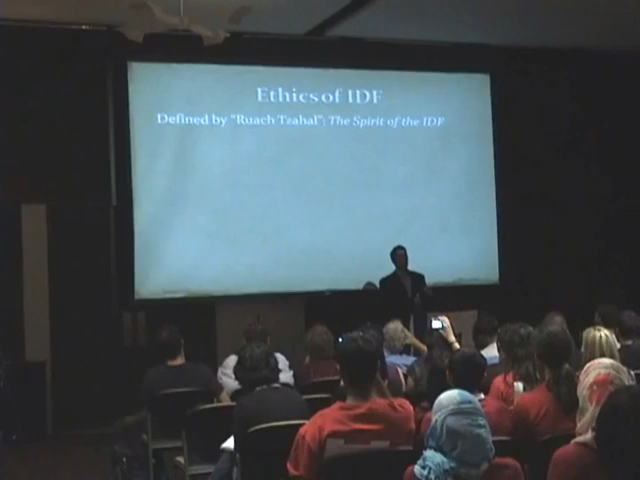 Ethics of IDF
Defined by "Ruach Tzahal": The Spirit of the IDF